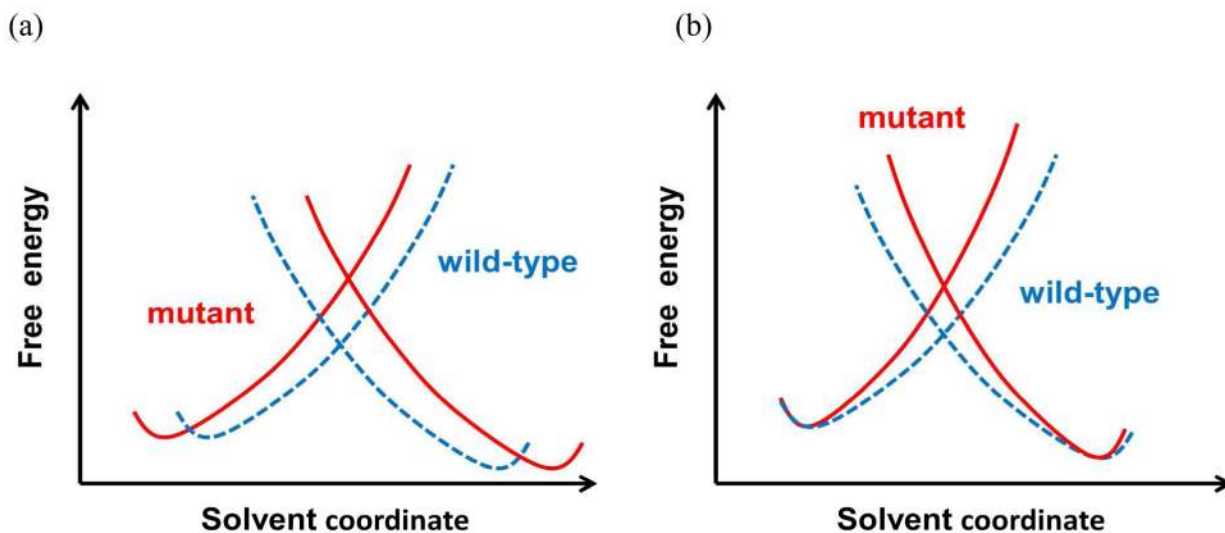 (a)
Free energy
mutant
wild-type
Solvent coordinate
(b)
Free energy
mutant
wild-type
Solvent coordinate